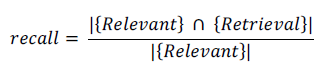 recall = |{Relevant} ∩ {Retrieval}| / |{Relevant}|